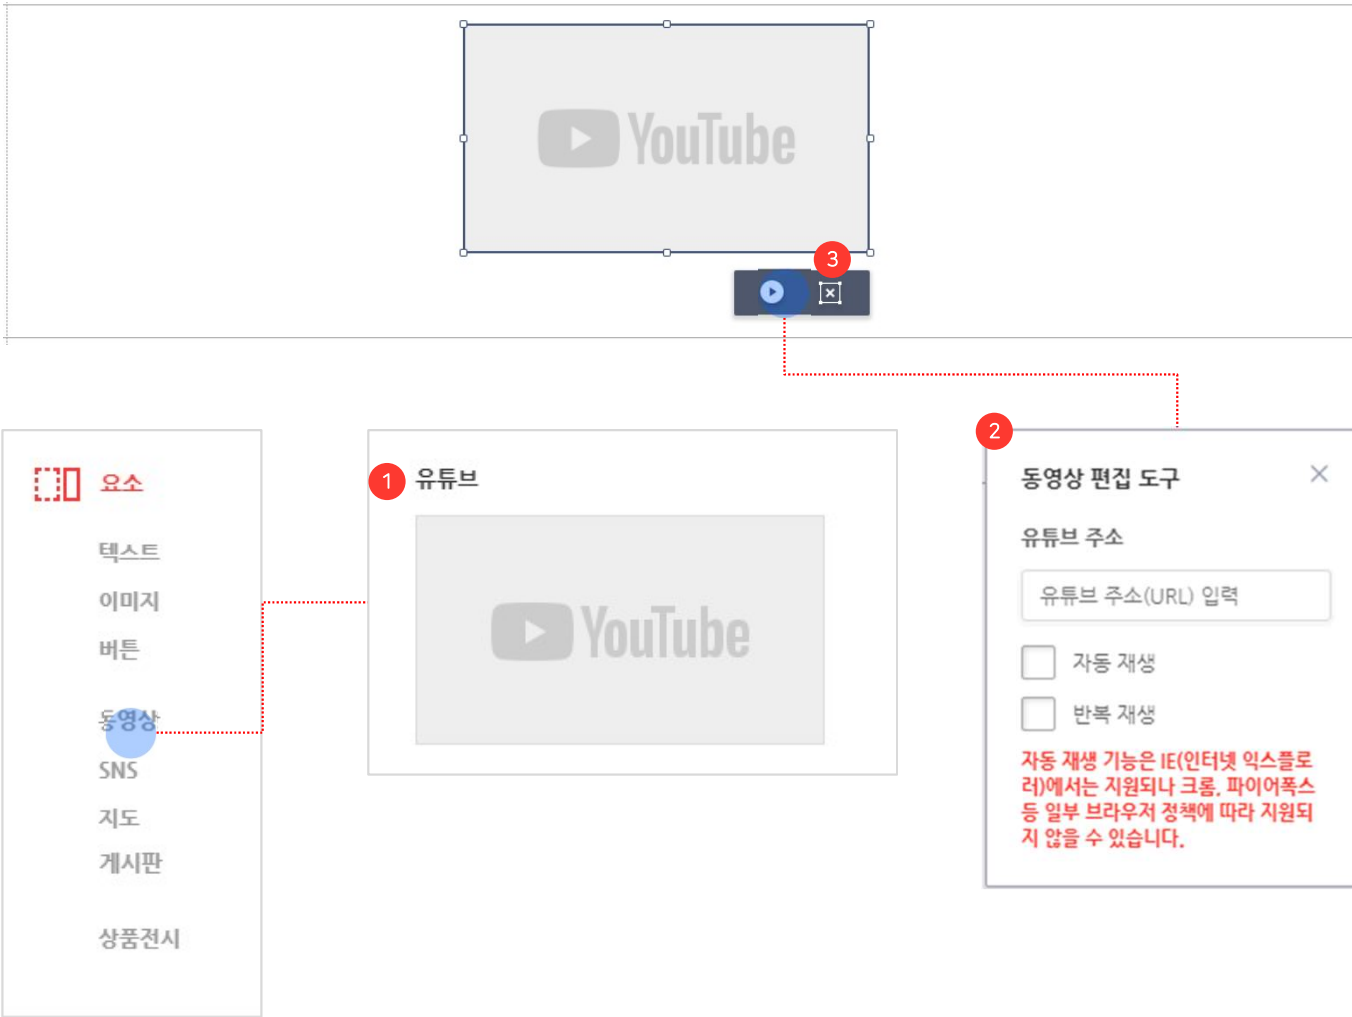 YouTube
3
요소
텍스트
이미지
버튼
동영상
SNS
지도
게시판
상품전시
1
유튜브
YouTube
2
동영상 편집 도구
유튜브 주소
유튜브 주소(URL) 입력
자동 재생
반복 재생
자동 재생 기능은 IE(인터넷 익스플로
러)에서는 지원되나 크롬, 파이어폭스
등 일부 브라우저 정책에 따라 지원되
지 않을 수 있습니다.